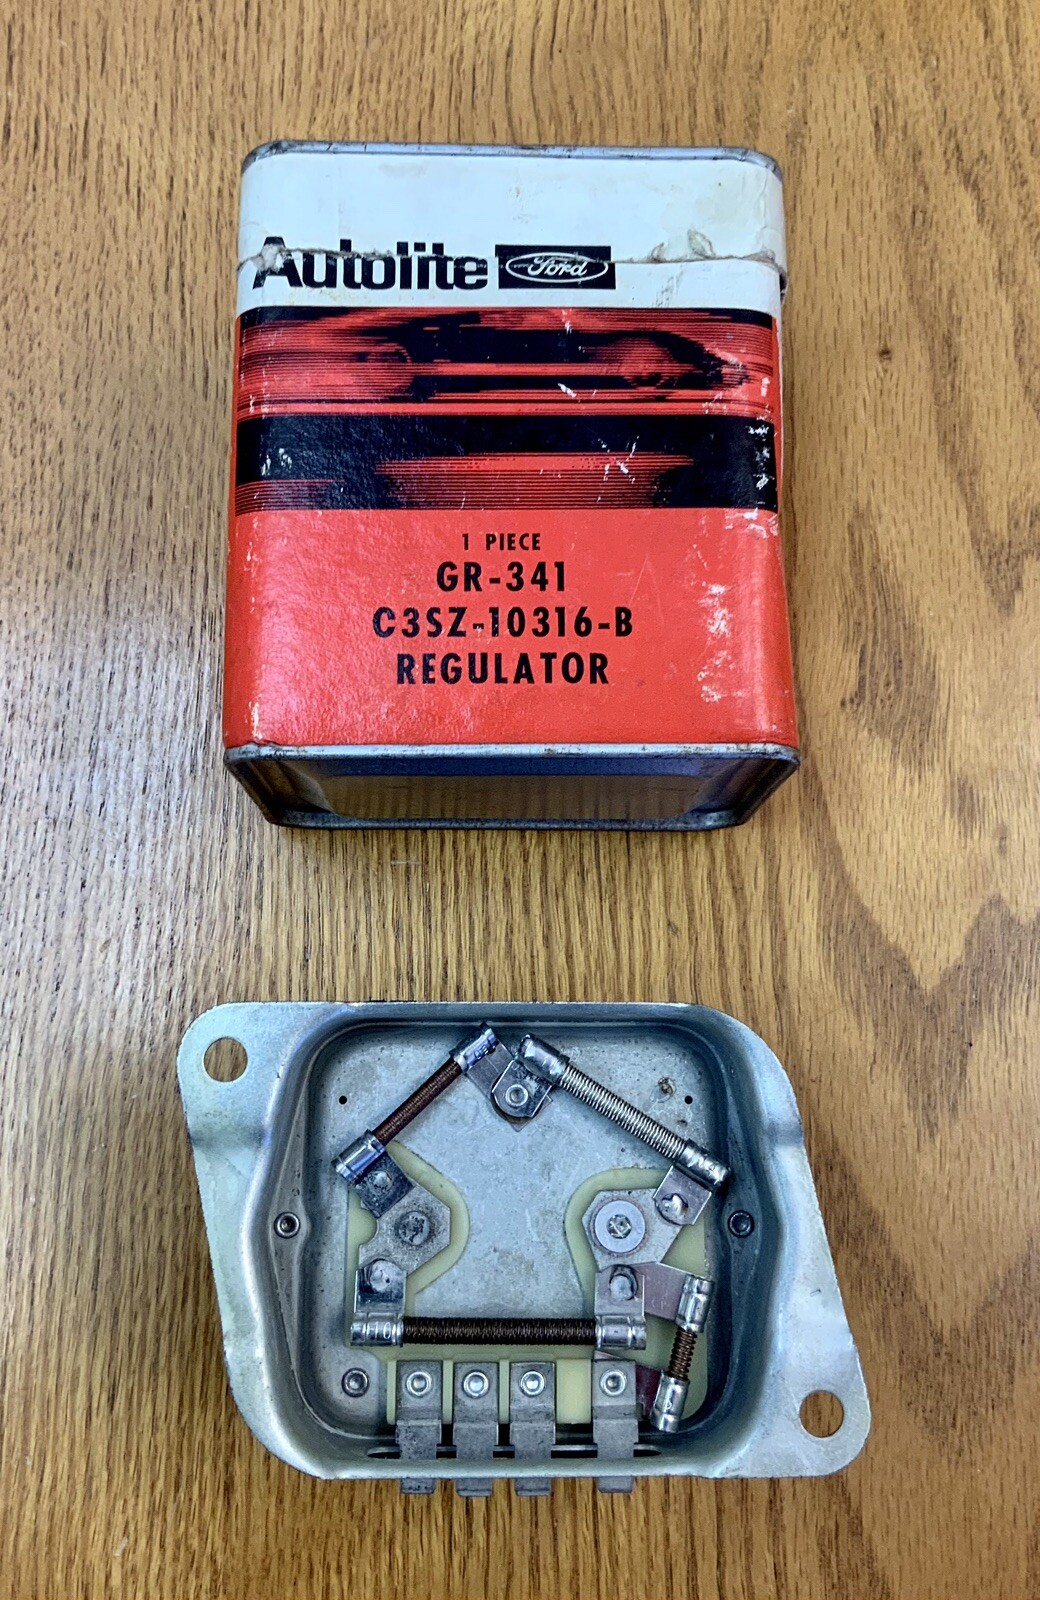 Autolite Ford
1 PIECE
GR-341
C3SZ-10316-B
REGULATOR